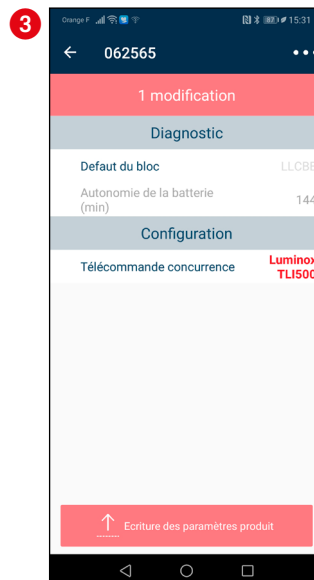 3
Orange F 87 15:31
062565
1 modification
Diagnostic
Defaut du bloc LLCBE
Autonomie de la batterie
(min) 144
Configuration
Télécommande concurrence Luminox
TLI500
Ecriture des paramètres produit